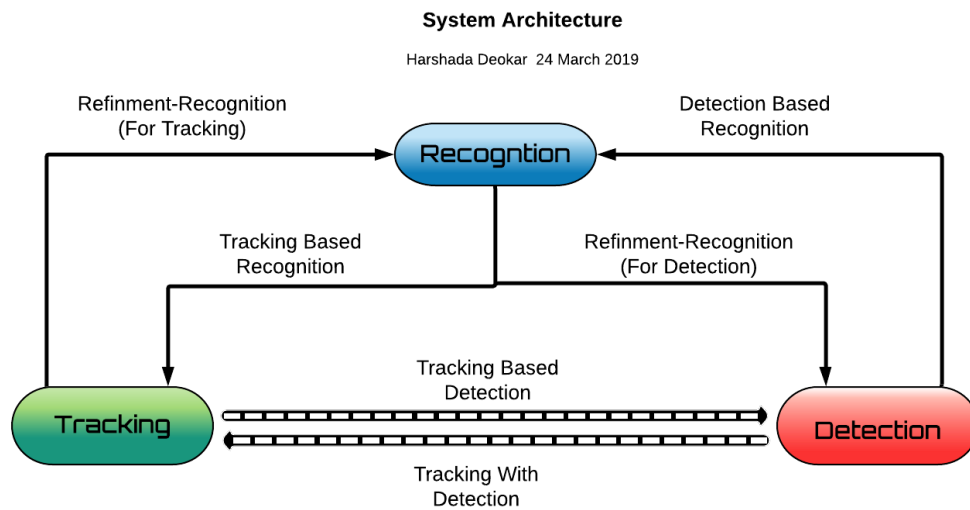 System Architecture
Harshada Deokar 24 March 2019
Refinment-Recognition
(For Tracking)
Detection Based
Recognition
Recogntion
Tracking Based
Recognition
Refinment-Recognition
(For Detection)
Tracking Based
Detection
Tracking
Detection
Tracking With
Detection